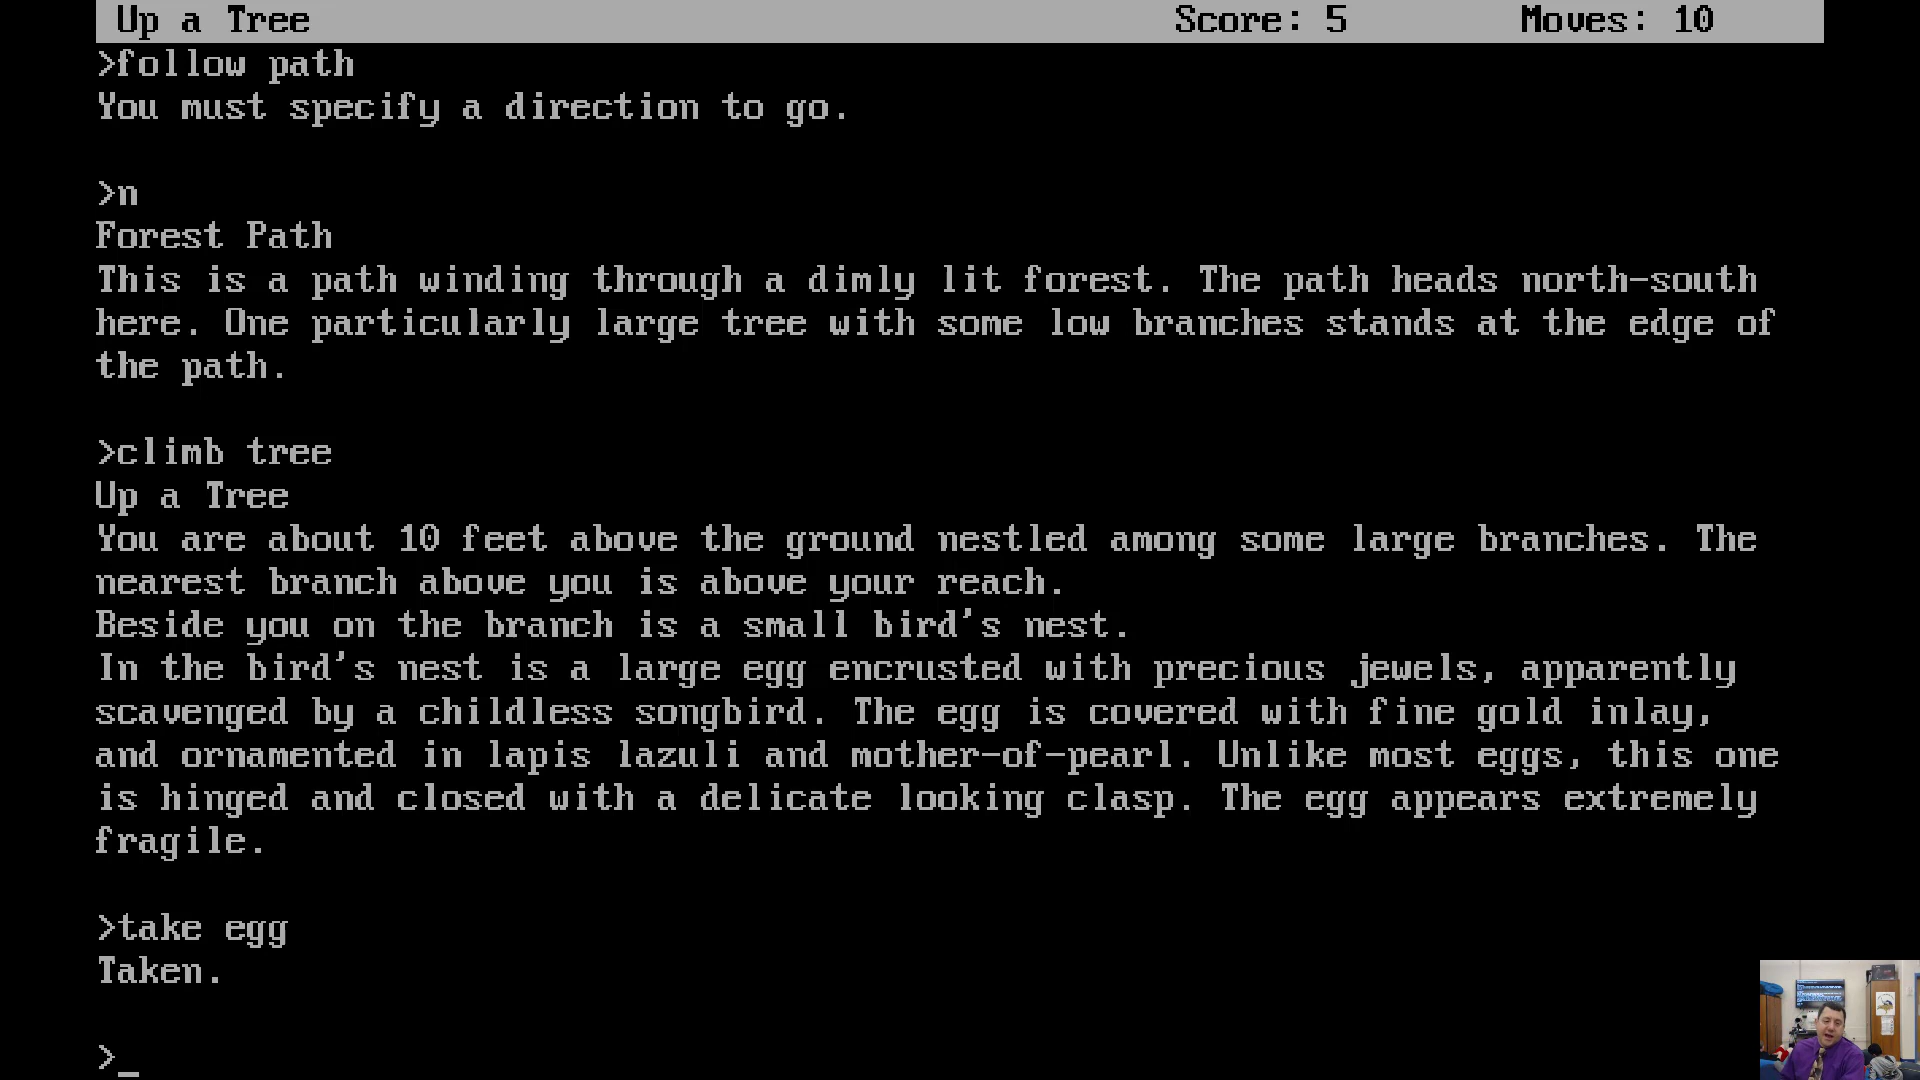 Up a Tree Score: 5 Moves: 10
>follow path
You must specify a direction to go.
>n
Forest Path
This is a path winding through a dimly lit forest. The path heads north-south
here. One particularly large tree with some low branches stands at the edge of
the path.
>climb tree
Up a Tree
You are about 10 feet above the ground nestled among some large branches. The
nearest branch above you is above your reach.
Beside you on the branch is a small bird's nest.
In the bird's nest is a large egg encrusted with precious jewels, apparently
scavenged by a childless songbird. The egg is covered with fine gold inlay,
and ornamented in lapis lazuli and mother-of-pearl. Unlike most eggs, this one
is hinged and closed with a delicate looking clasp. The egg appears extremely
fragile.
>take egg
Taken.
>_